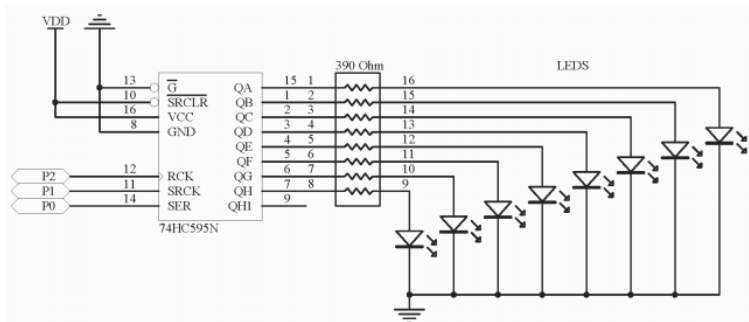 VDD
390 Ohm
LEDS
13 G QA 15 1 16
10 SRCLR QB 1 2 15
16 VCC QC 2 3 14
8 GND QD 3 4 13
QE 4 5 12
QF 5 6 11
P2 12 RCK QG 6 7 10
P1 11 SRCK QH 7 8 9
P0 14 SER QH1 9
74HC595N